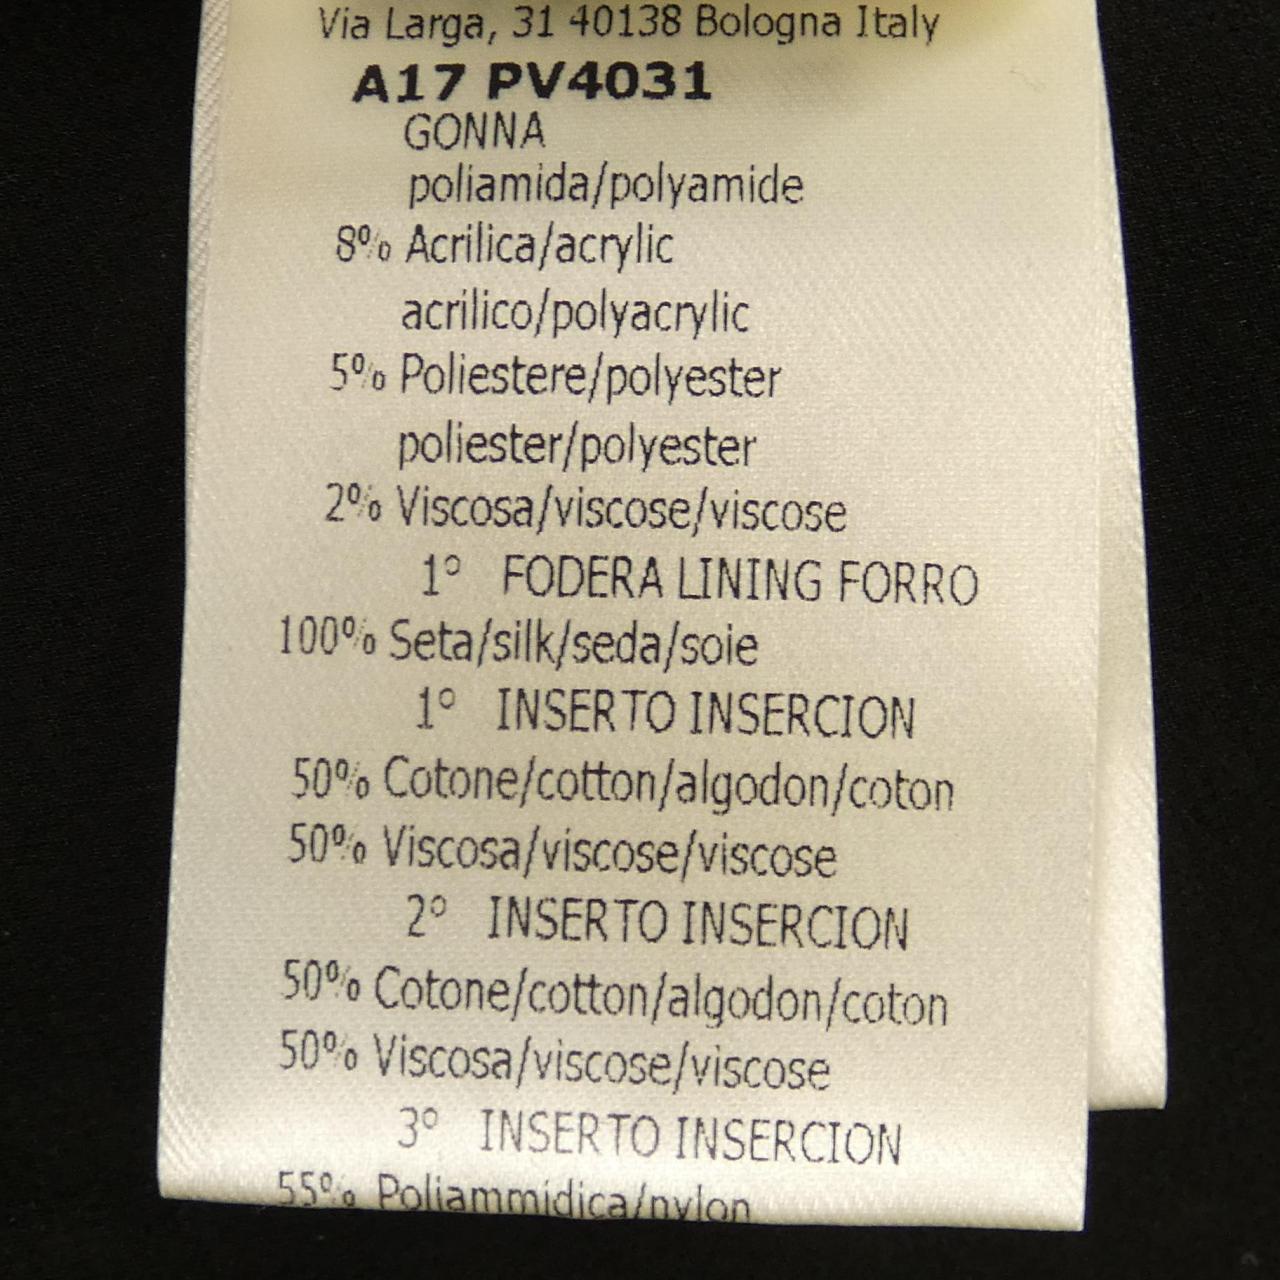 Via Larga, 31 40138 Bologna Italy
A17 PV4031
GONNA
poliamida/polyamide
8% Acrilica/acrylic
acrilico/polyacrylic
5% Poliestere/polyester
poliester/polyester
2% Viscosa/viscose/viscose
1° FODERA LINING FORRO
100% Seta/silk/seda/soie
1° INSERTO INSERCION
50% Cotone/cotton/algodon/coton
50% Viscosa/viscose/viscose
2° INSERTO INSERCION
50% Cotone/cotton/algodon/coton
50% Viscosa/viscose/viscose
3° INSERTO INSERCION
55% Poliammidica/nylon